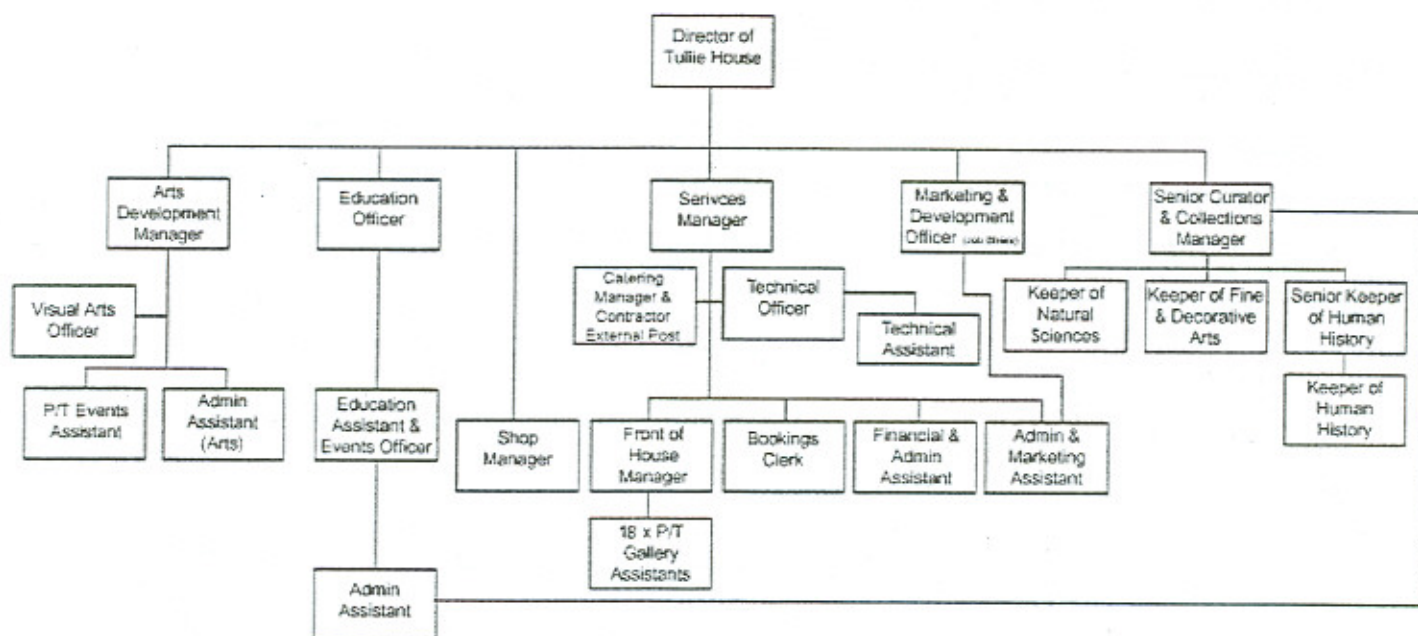 Director of
Tullie House
Arts
Development
Manager
Education
Officer
Serivces
Manager
Marketing &
Development
Officer (Job Share)
Senior Curator
& Collections
Manager
Visual Arts
Officer
Catering
Manager &
Contractor
External Post
Technical
Officer
Technical
Assistant
Keeper of
Natural
Sciences
Keeper of Fine
& Decorative
Arts
Senior Keeper
of Human
History
P/T Events
Assistant
Admin
Assistant
(Arts)
Education
Assistant &
Events Officer
Shop
Manager
Front of
House
Manager
Bookings
Clerk
Financial &
Admin
Assistant
Admin &
Marketing
Assistant
Keeper of
Human
History
18 x P/T
Gallery
Assistants
Admin
Assistant